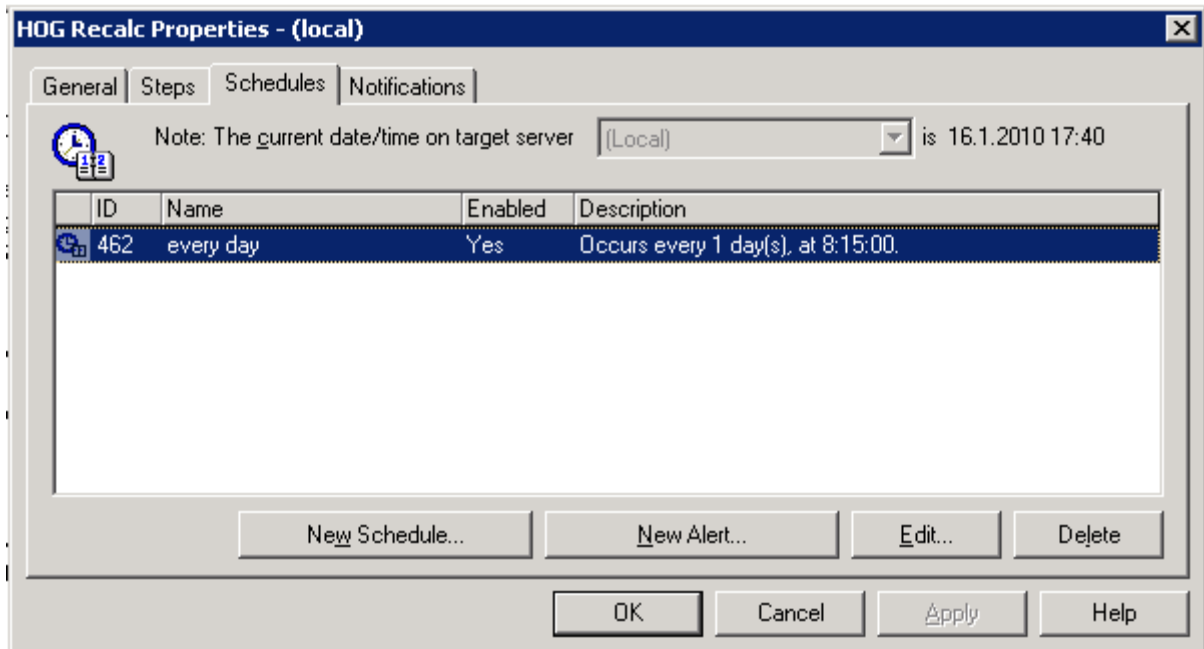 HOG Recalc Properties - (local)
General Steps Schedules Notifications
Note: The current date/time on target server (Local) is 16.1.2010 17:40
ID Name Enabled Description
462 every day Yes Occurs every 1 day(s), at 8:15:00.
New Schedule... New Alert... Edit... Delete
OK Cancel Apply Help